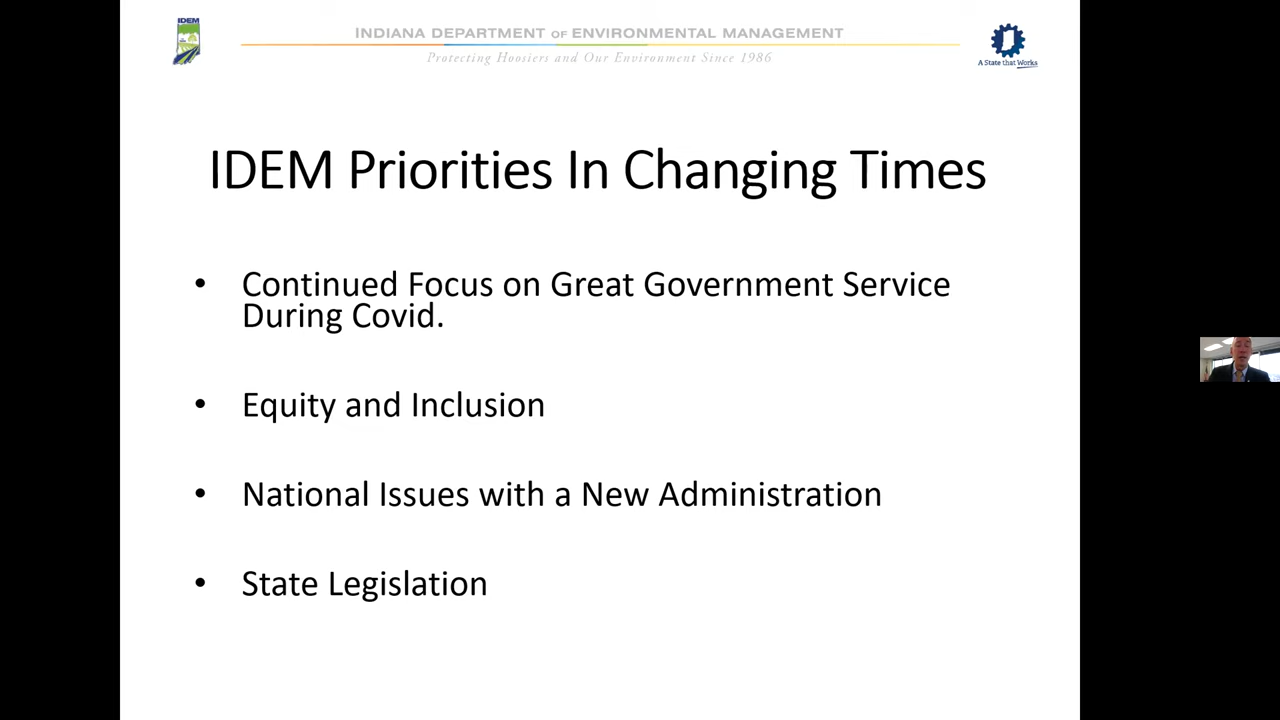 IDEM
INDIANA DEPARTMENT OF ENVIRONMENTAL MANAGEMENT
Protecting Hoosiers and Our Environment Since 1986
A State that Works
IDEM Priorities In Changing Times
• Continued Focus on Great Government Service
During Covid.
• Equity and Inclusion
• National Issues with a New Administration
• State Legislation